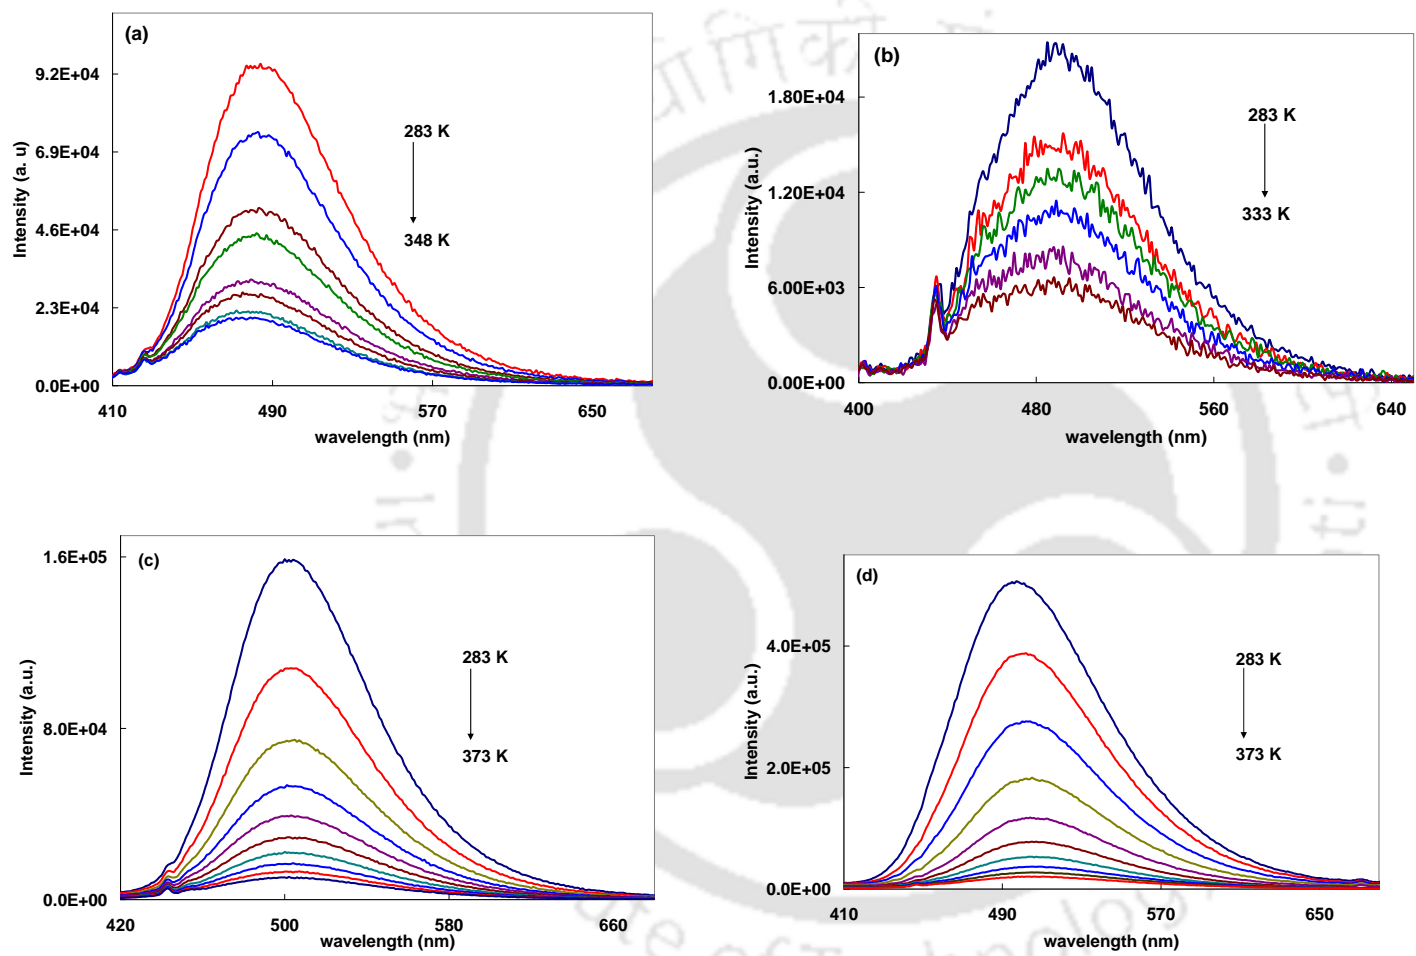 (a)
9.2E+04
6.9E+04
4.6E+04
2.3E+04
0.0E+00
Intensity (a. u)
283 K
348 K
410 490 570 650
wavelength (nm)
(b)
1.80E+04
1.20E+04
6.00E+03
0.00E+00
Intensity (a.u.)
283 K
333 K
400 480 560 640
wavelength (nm)
(c)
1.6E+05
8.0E+04
0.0E+00
Intensity (a.u.)
283 K
373 K
420 500 580 660
wavelength (nm)
(d)
4.0E+05
2.0E+05
0.0E+00
Intensity (a.u.)
283 K
373 K
410 490 570 650
wavelength (nm)